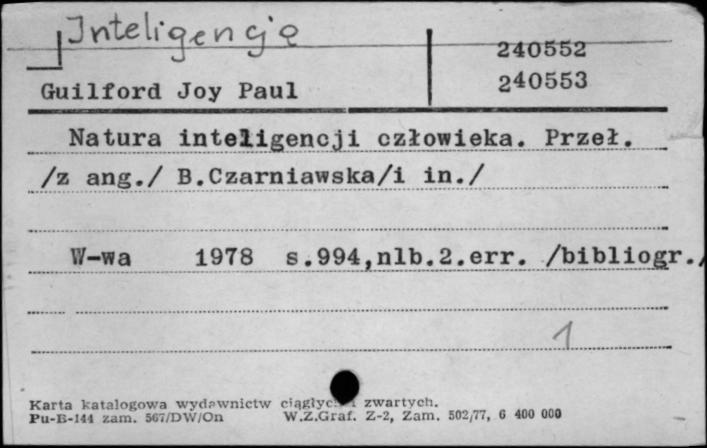 Inteligencję
240552
Guilford Joy Paul
240553
Natura inteligencji człowieka. Przeł.
/z ang./ B.Czarniawska/i in./
W-wa 1978 s.994,nlb.2.err. /bibliogr./
1
Karta katalogowa wydawnictw zwartych.
Pu-B-144 zam. 567/DW/On W.Z.Graf. Z-2, Zam. 502/77, 6 400 000